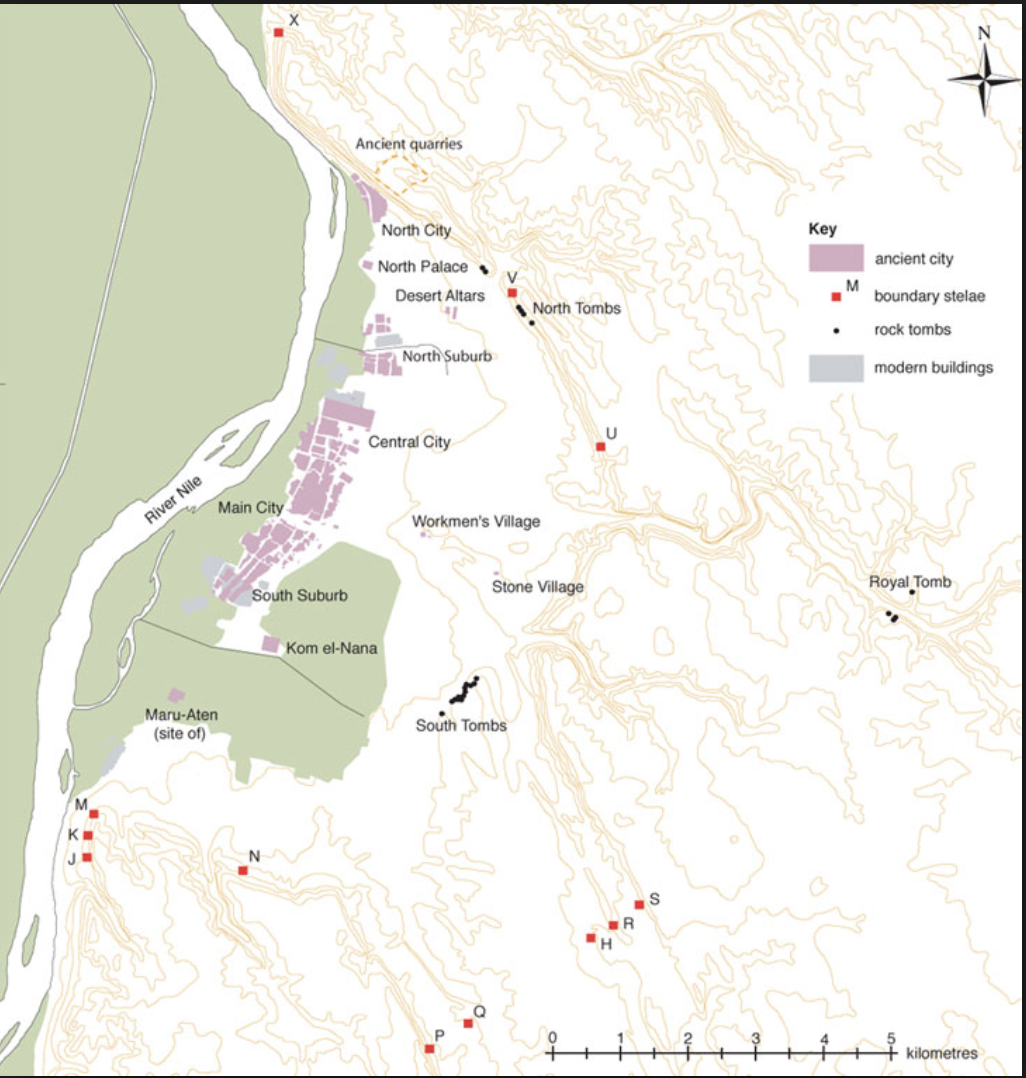 X
N
Ancient quarries
North City
Key
ancient city
North Palace
V
M
boundary stelae
Desert Altars
North Tombs
rock tombs
North Suburb
modern buildings
U
Central City
River Nile
Main City
Workmen's Village
Royal Tomb
Stone Village
South Suburb
Kom el-Nana
Maru-Aten
(site of)
South Tombs
M
K
J
N
S
R
H
Q
P
0 1 2 3 4 5
kilometres